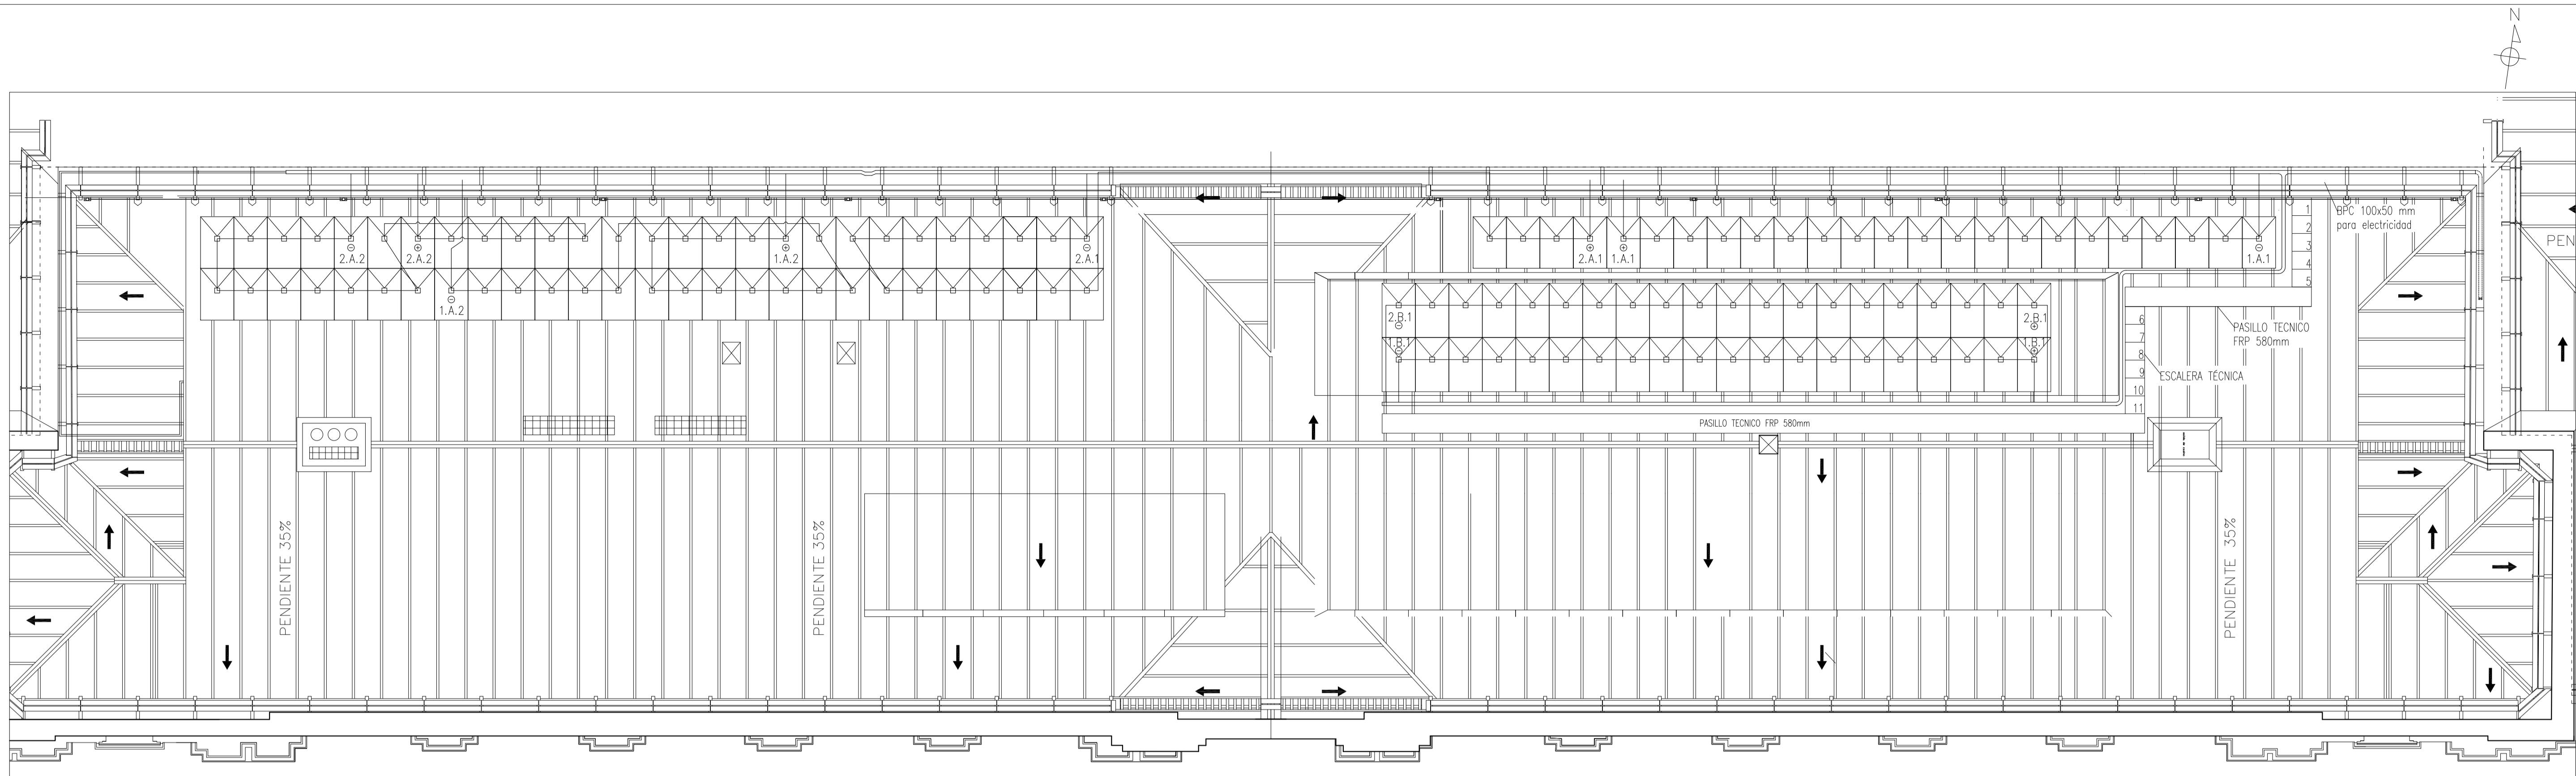 N
1
2
3
4
5
BPC 100x50 mm
para electricidad
PEN
2.A.2
2.A.2
1.A.2
2.A.1
2.A.1
1.A.1
1.A.1
1.A.2
2.B.1
2.B.1
1.B.1
1.B.1
6
7
8
9
10
11
PASILLO TECNICO
FRP 580mm
ESCALERA TÉCNICA
PASILLO TECNICO FRP 580mm
PENDIENTE 35%
PENDIENTE 35%
PENDIENTE 35%